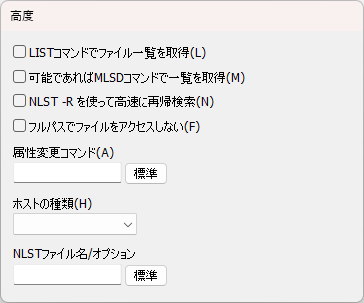 高度
LISTコマンドでファイル一覧を取得(L)
可能であればMLSDコマンドで一覧を取得(M)
NLST -R を使って高速に再帰検索(N)
フルパスでファイルをアクセスしない(F)
属性変更コマンド(A)
標準
ホストの種類(H)
NLSTファイル名/オプション
標準